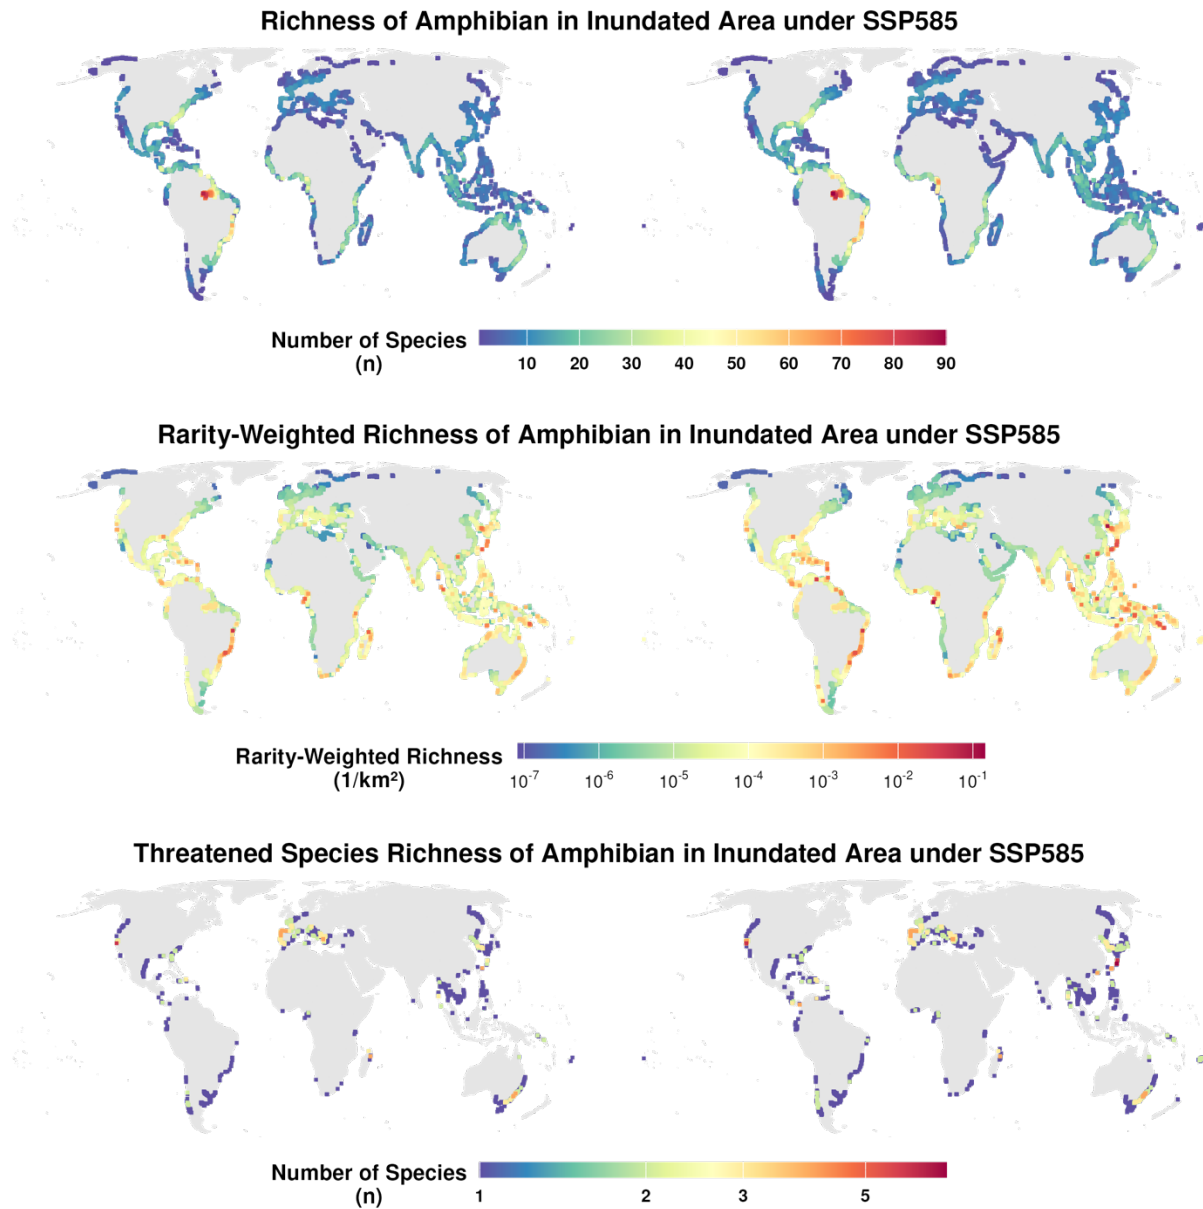 Richness of Amphibian in Inundated Area under SSP585
Number of Species
(n)
10 20 30 40 50 60 70 80 90
Rarity-Weighted Richness of Amphibian in Inundated Area under SSP585
Rarity-Weighted Richness
(1/km²)
10⁻⁷ 10⁻⁶ 10⁻⁵ 10⁻⁴ 10⁻³ 10⁻² 10⁻¹
Threatened Species Richness of Amphibian in Inundated Area under SSP585
Number of Species
(n)
1 2 3 5